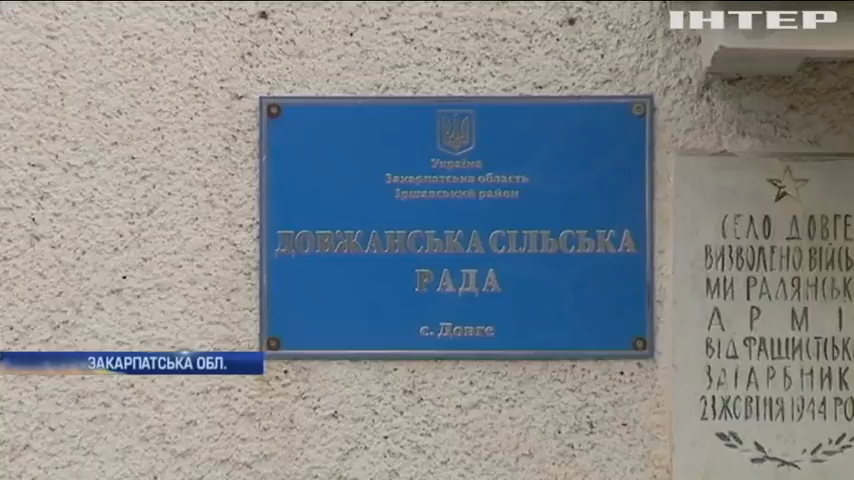 ІНТЕР
Україна
Закарпатська область
Іршавський район
ДОВЖАНСЬКА СІЛЬСЬКА
РАДА
с. Довге
СЕЛО ДОВГЕ
ВИЗВОЛЕНО ВІЙСЬ
МИ РАДЯНСЬК
АРМІ
ВІД ФАШИСТСЬК
ЗАГАРБНИК
23 ЖОВТНЯ 1944 РО
ЗАКАРПАТСЬКА ОБЛ.